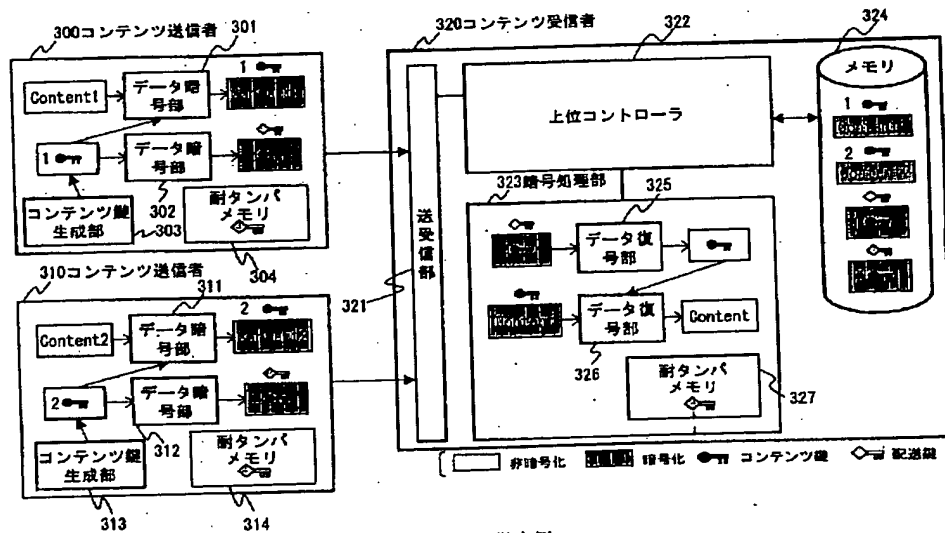 300コンテンツ送信者
301
Content1
データ暗
号部
1
1
データ暗
号部
302
コンテンツ鍵
生成部
303
耐タンパ
メモリ
304
310コンテンツ送信者
311
Content2
データ暗
号部
2
2
データ暗
号部
312
コンテンツ鍵
生成部
313
耐タンパ
メモリ
314
320コンテンツ受信者
322
324
送受信部
321
上位コントローラ
メモリ
1
2
323暗号処理部
325
データ復
号部
データ復
号部
326
Content
耐タンパ
メモリ
327
非暗号化
暗号化
コンテンツ鍵
配送鍵